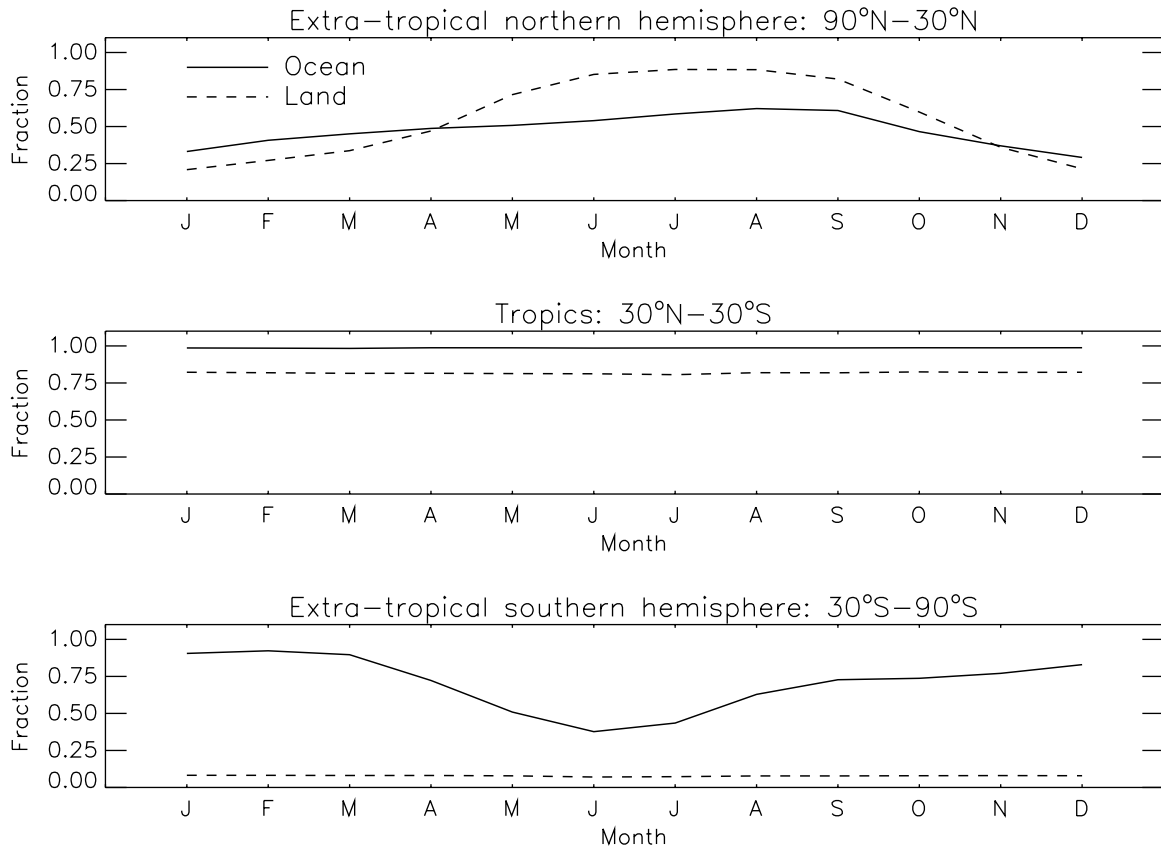 Extra-tropical northern hemisphere: 90°N-30°N
1.00
0.75
0.50
0.25
0.00
Fraction
Ocean
Land
J F M A M J J A S O N D
Month
Tropics: 30°N-30°S
1.00
0.75
0.50
0.25
0.00
Fraction
J F M A M J J A S O N D
Month
Extra-tropical southern hemisphere: 30°S-90°S
1.00
0.75
0.50
0.25
0.00
Fraction
J F M A M J J A S O N D
Month